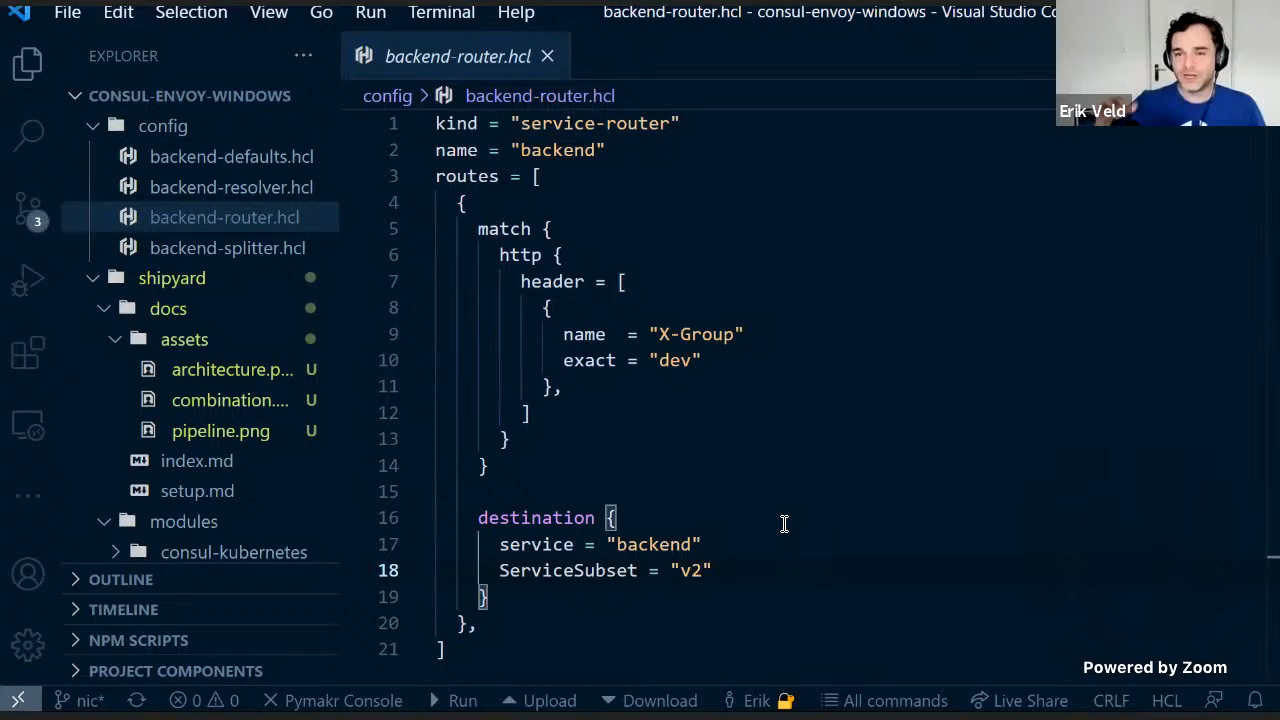 File Edit Selection View Go Run Terminal Help backend-router.hcl - consul-envoy-windows - Visual Studio Co
EXPLORER ...
CONSUL-ENVOY-WINDOWS
config
backend-defaults.hcl
backend-resolver.hcl
backend-router.hcl
backend-splitter.hcl
shipyard
docs
assets
architecture.p... U
combination.... U
pipeline.png U
index.md
setup.md
modules
consul-kubernetes
OUTLINE
TIMELINE
NPM SCRIPTS
PROJECT COMPONENTS
3
backend-router.hcl
config > backend-router.hcl
1 kind = "service-router"
2 name = "backend"
3 routes = [
4 {
5 match {
6 http {
7 header = [
8 {
9 name = "X-Group"
10 exact = "dev"
11 },
12 ]
13 }
14 }
15
16 destination {
17 service = "backend"
18 ServiceSubset = "v2"
19 }
20 },
21 ]
Erik Veld
Powered by Zoom
nic* 0 0 Pymakr Console Run Upload Download Erik All commands Live Share CRLF HCL